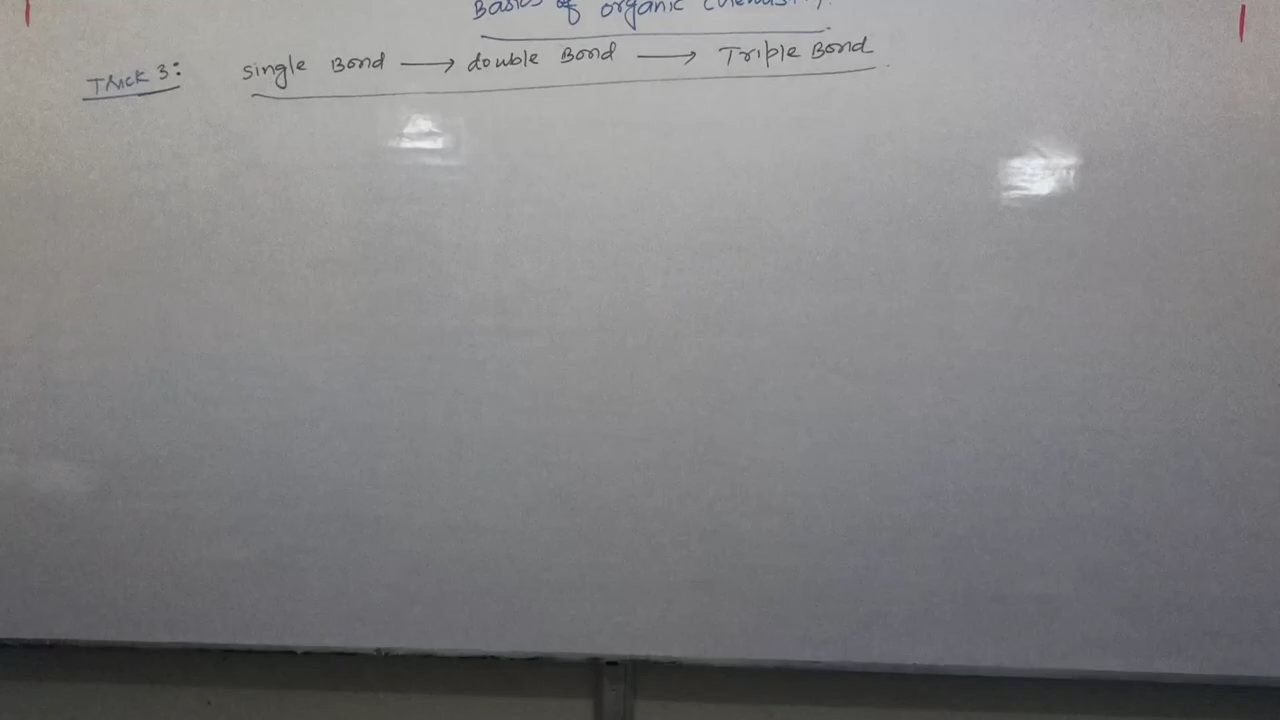 Basics of organic chemistry.
Trick 3: single Bond → double Bond → Triple Bond